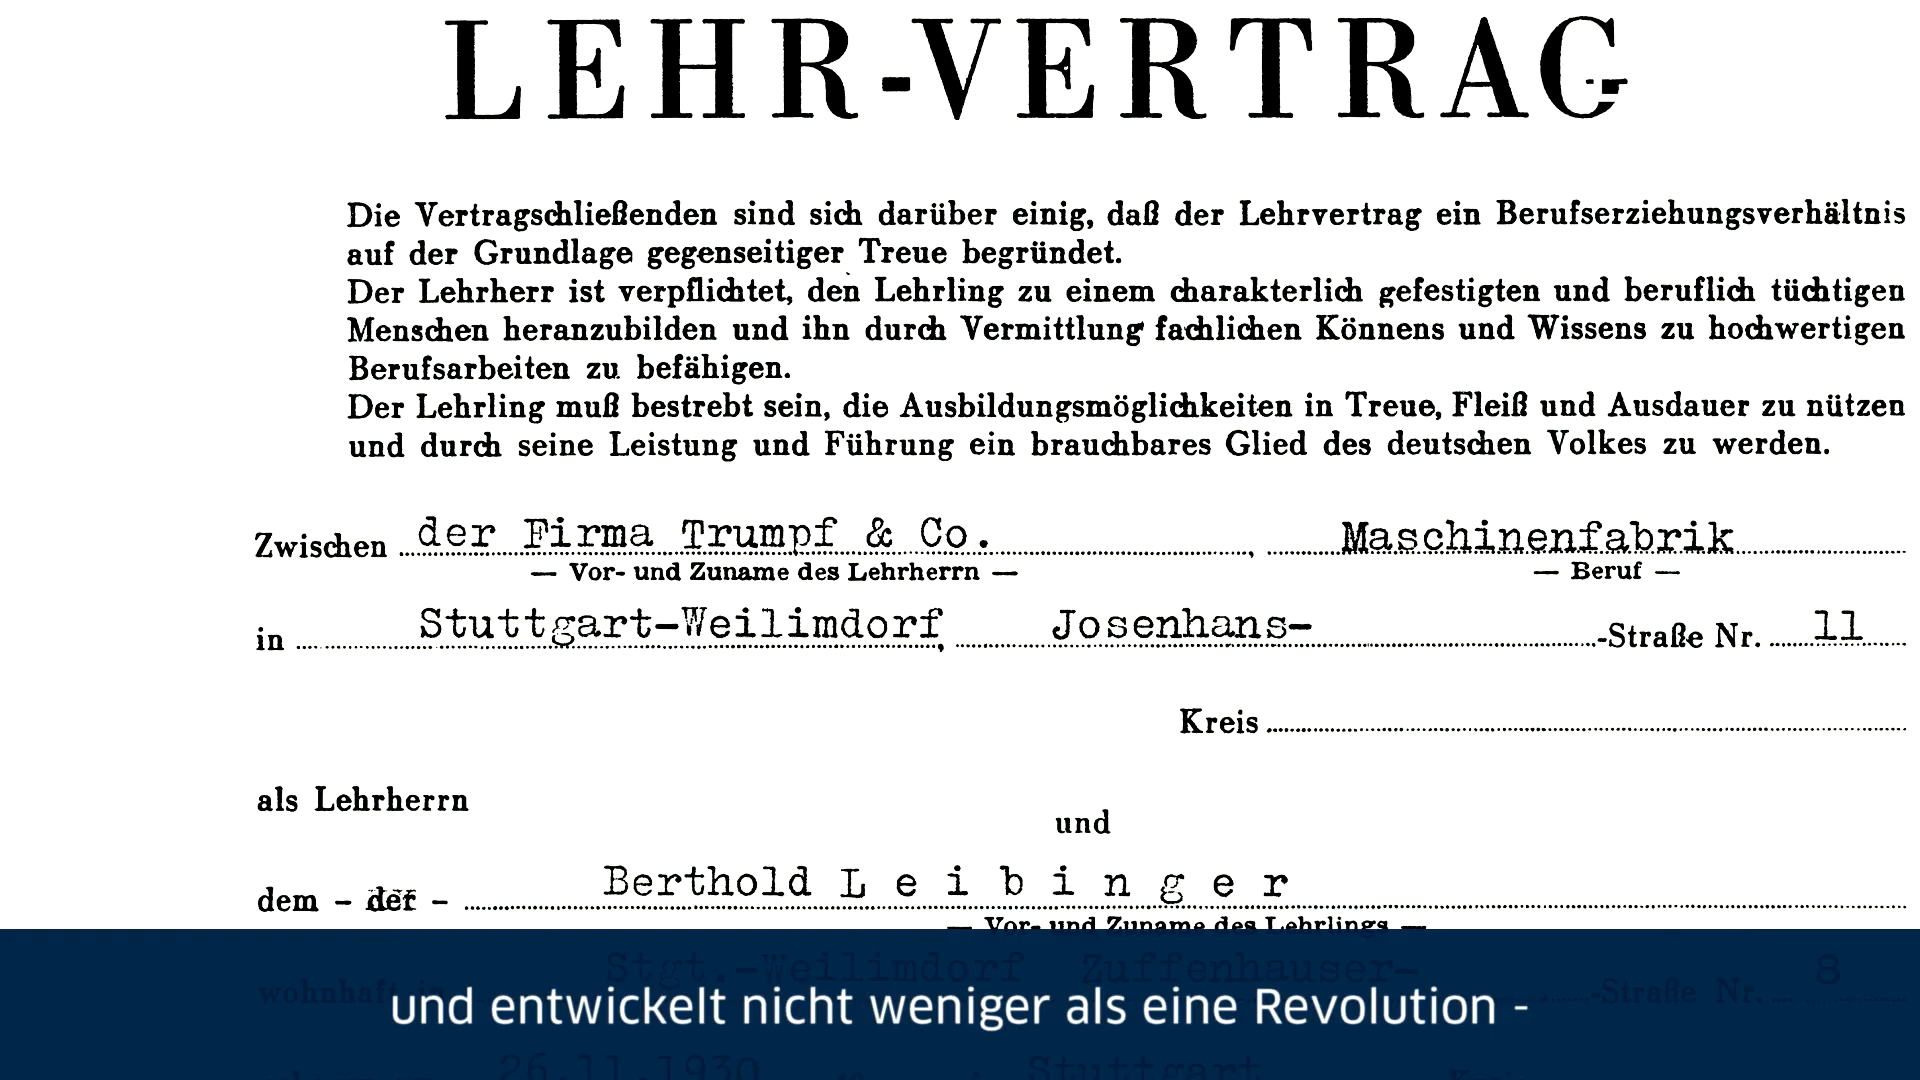 LEHR-VERTRAG
Die Vertragschließenden sind sich darüber einig, daß der Lehrvertrag ein Berufserziehungsverhältnis
auf der Grundlage gegenseitiger Treue begründet.
Der Lehrherr ist verpflichtet, den Lehrling zu einem charakterlich gefestigten und beruflich tüchtigen
Menschen heranzubilden und ihn durch Vermittlung fachlichen Könnens und Wissens zu hochwertigen
Berufsarbeiten zu befähigen.
Der Lehrling muß bestrebt sein, die Ausbildungsmöglichkeiten in Treue, Fleiß und Ausdauer zu nützen
und durch seine Leistung und Führung ein brauchbares Glied des deutschen Volkes zu werden.
Zwischen der Firma Trumpf & Co., Maschinenfabrik
— Vor- und Zuname des Lehrherrn — — Beruf —
in Stuttgart-Weilimdorf, Josenhans- -Straße Nr. 11
Kreis
als Lehrherrn
und
dem - der - Berthold Leibinger
— Vor- und Zuname des Lehrlings —
wohnhaft in Stgt.-Weilimdorf Zuffenhauser- -Straße Nr. 8
und entwickelt nicht weniger als eine Revolution -
26.11.1930 Stuttgart